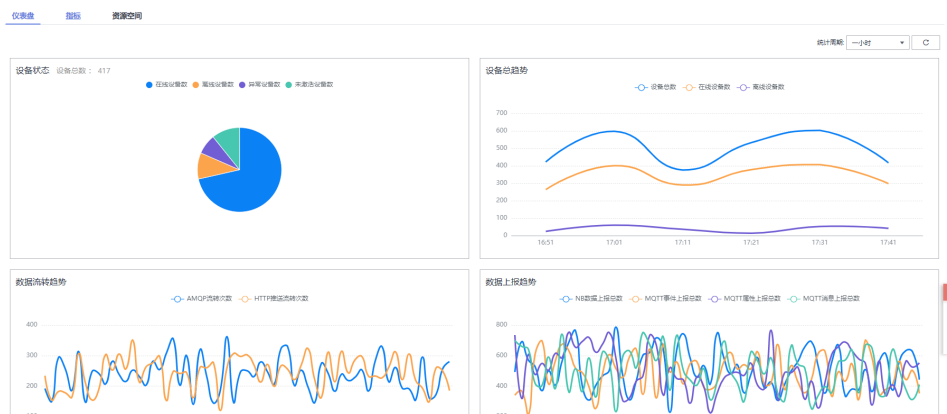 仪表盘 指标 资源空间
统计周期: 一小时
设备状态 设备总数： 417
在线设备数 离线设备数 异常设备数 未激活设备数
设备总趋势
设备总数 在线设备数 离线设备数
700
600
500
400
300
200
100
0
16:51 17:01 17:11 17:21 17:31 17:41
数据流转趋势
AMQP流转次数 HTTP推送流转次数
400
300
200
数据上报趋势
NB数据上报总数 MQTT事件上报总数 MQTT属性上报总数 MQTT消息上报总数
800
600
400